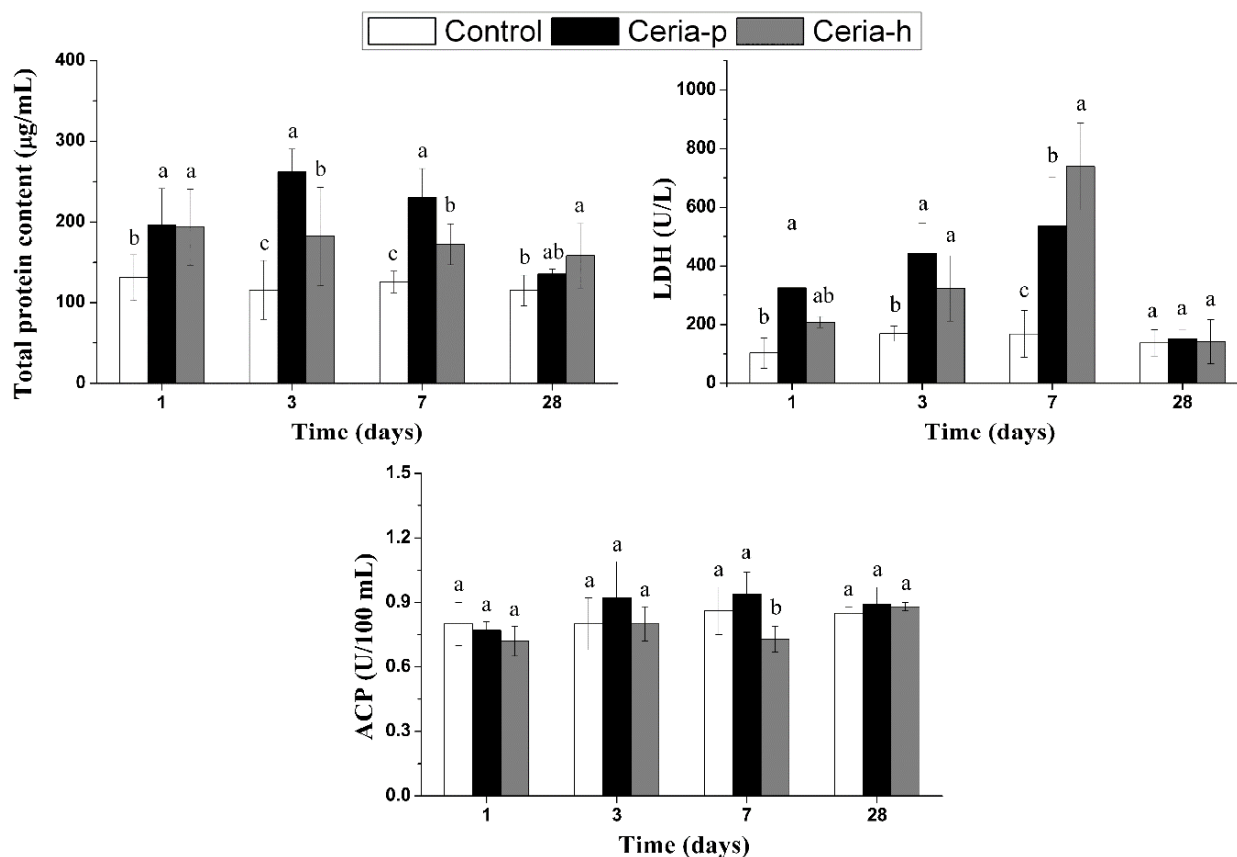 Control Ceria-p Ceria-h
Total protein content (µg/mL)
400
300
200
100
0
b a a
c a b
c a b
b ab a
1 3 7 28
Time (days)
LDH (U/L)
1000
800
600
400
200
0
b a ab
b a a
c b a
a a a
1 3 7 28
Time (days)
ACP (U/100 mL)
1.5
1.2
0.9
0.6
0.3
0.0
a a a
a a a
a a b
a a a
1 3 7 28
Time (days)